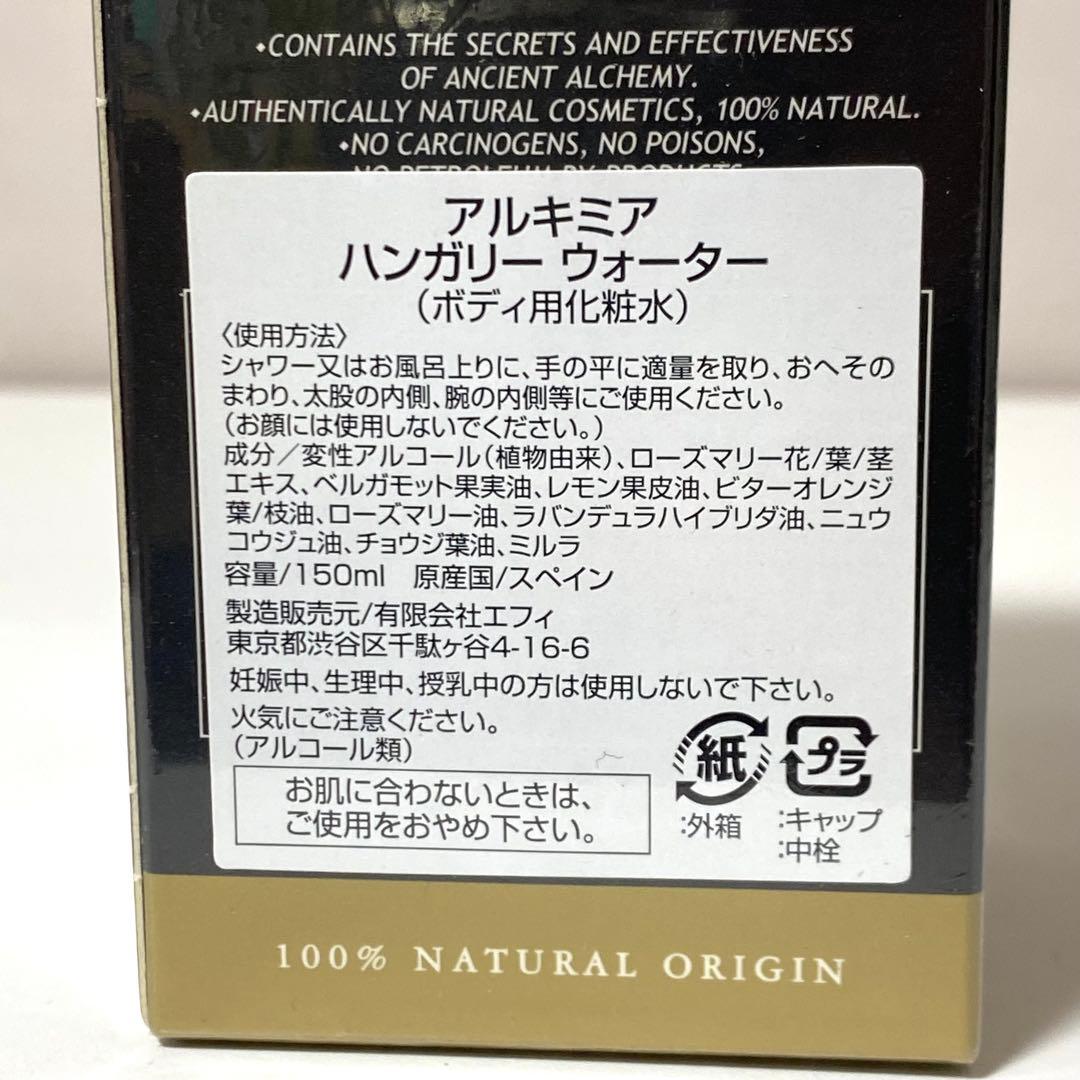 •CONTAINS THE SECRETS AND EFFECTIVENESS
OF ANCIENT ALCHEMY.
•AUTHENTICALLY NATURAL COSMETICS, 100% NATURAL.
•NO CARCINOGENS, NO POISONS,
NO PETROLEUM BY-PRODUCTS
アルキミア
ハンガリー ウォーター
(ボディ用化粧水)
〈使用方法〉
シャワー又はお風呂上りに、手の平に適量を取り、おへその
まわり、太股の内側、腕の内側等にご使用ください。
(お顔には使用しないでください。)
成分／変性アルコール(植物由来)、ローズマリー花/葉/茎
エキス、ベルガモット果実油、レモン果皮油、ビターオレンジ
葉/枝油、ローズマリー油、ラバンデュラハイブリダ油、ニュウ
コウジュ油、チョウジ葉油、ミルラ
容量/150ml 原産国/スペイン
製造販売元/有限会社エフィ
東京都渋谷区千駄ヶ谷4-16-6
妊娠中、生理中、授乳中の方は使用しないで下さい。
火気にご注意ください。
(アルコール類)
お肌に合わないときは、
ご使用をおやめ下さい。
紙
:外箱
プラ
:キャップ
:中栓
100% NATURAL ORIGIN